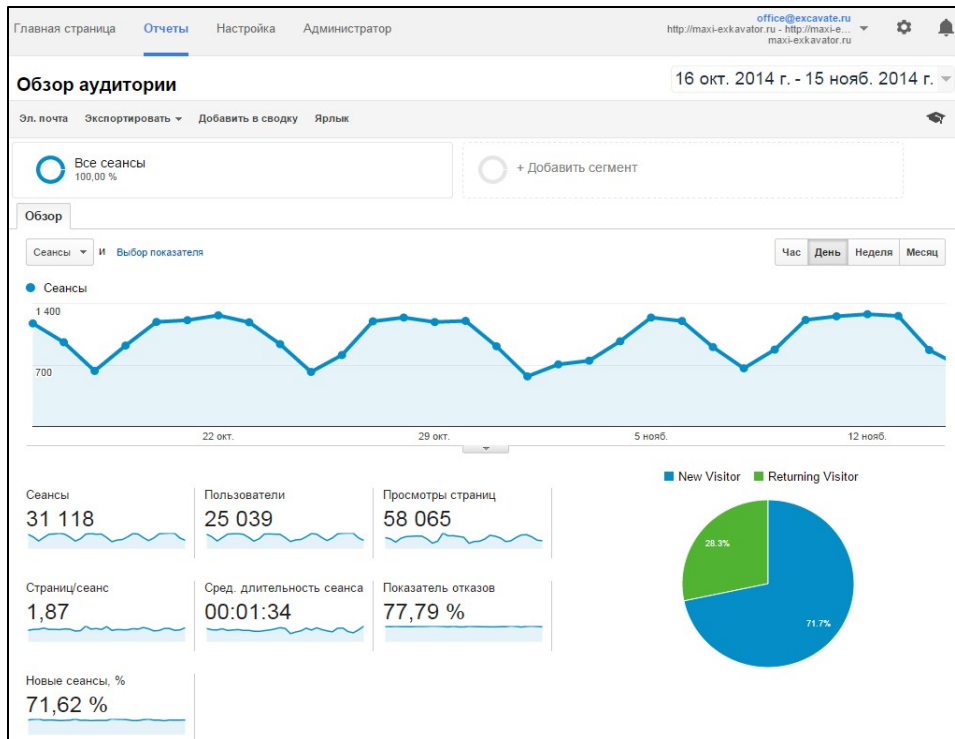 Главная страница Отчеты Настройка Администратор
office@excavate.ru
http://maxi-exkavator.ru - http://maxi-e...
maxi-exkavator.ru
Обзор аудитории
16 окт. 2014 г. - 15 нояб. 2014 г.
Эл. почта Экспортировать Добавить в сводку Ярлык
Все сеансы
100,00 %
+ Добавить сегмент
Обзор
Сеансы И Выбор показателя
Час День Неделя Месяц
Сеансы
1 400
700
22 окт. 29 окт. 5 нояб. 12 нояб.
New Visitor Returning Visitor
Сеансы
31 118
Пользователи
25 039
Просмотры страниц
58 065
28.3%
71.7%
Страниц/сеанс
1,87
Сред. длительность сеанса
00:01:34
Показатель отказов
77,79 %
Новые сеансы, %
71,62 %